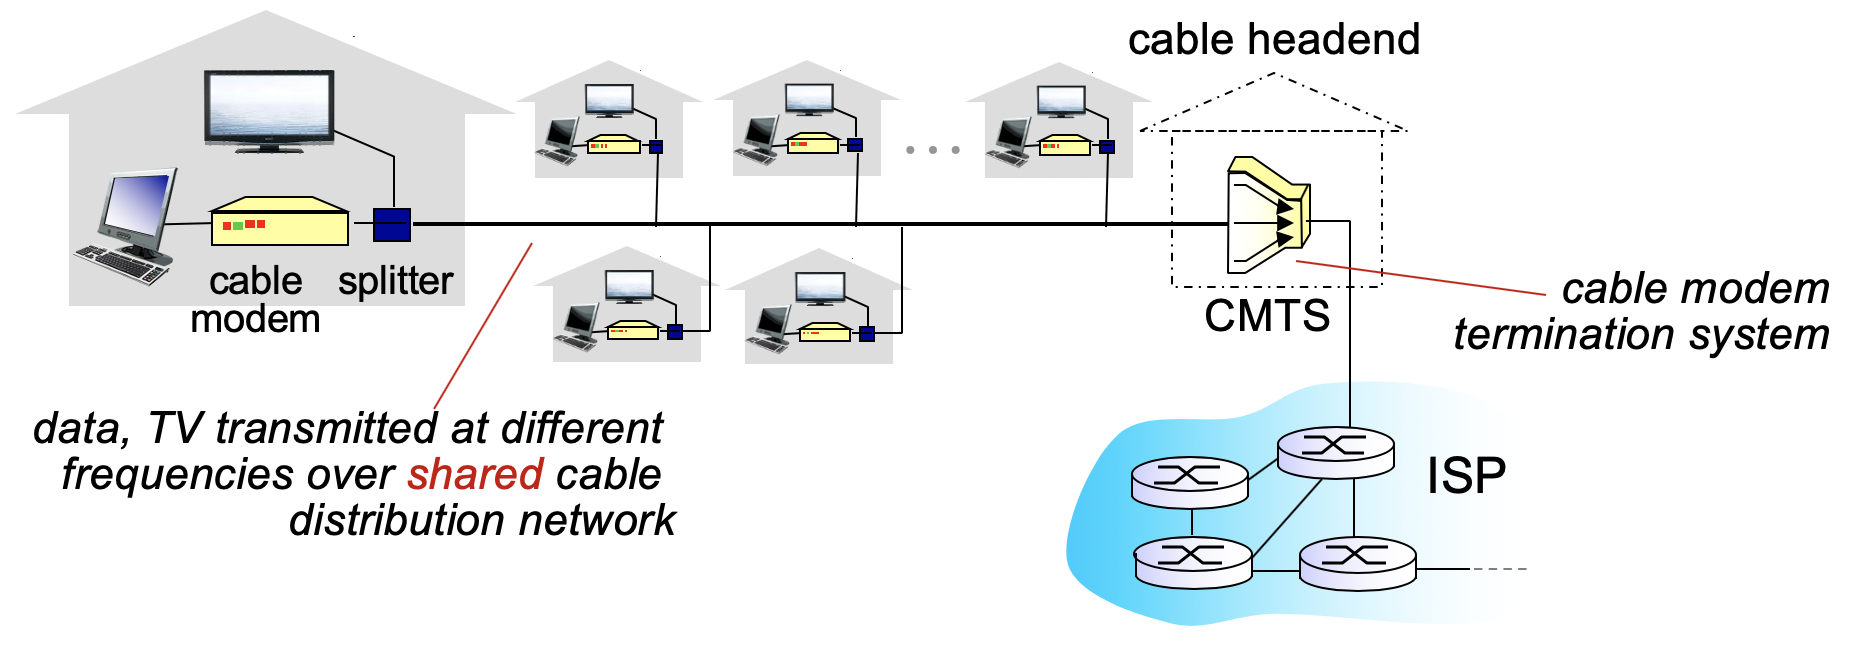 cable headend
cable
modem
splitter
CMTS
cable modem
termination system
data, TV transmitted at different
frequencies over shared cable
distribution network
ISP